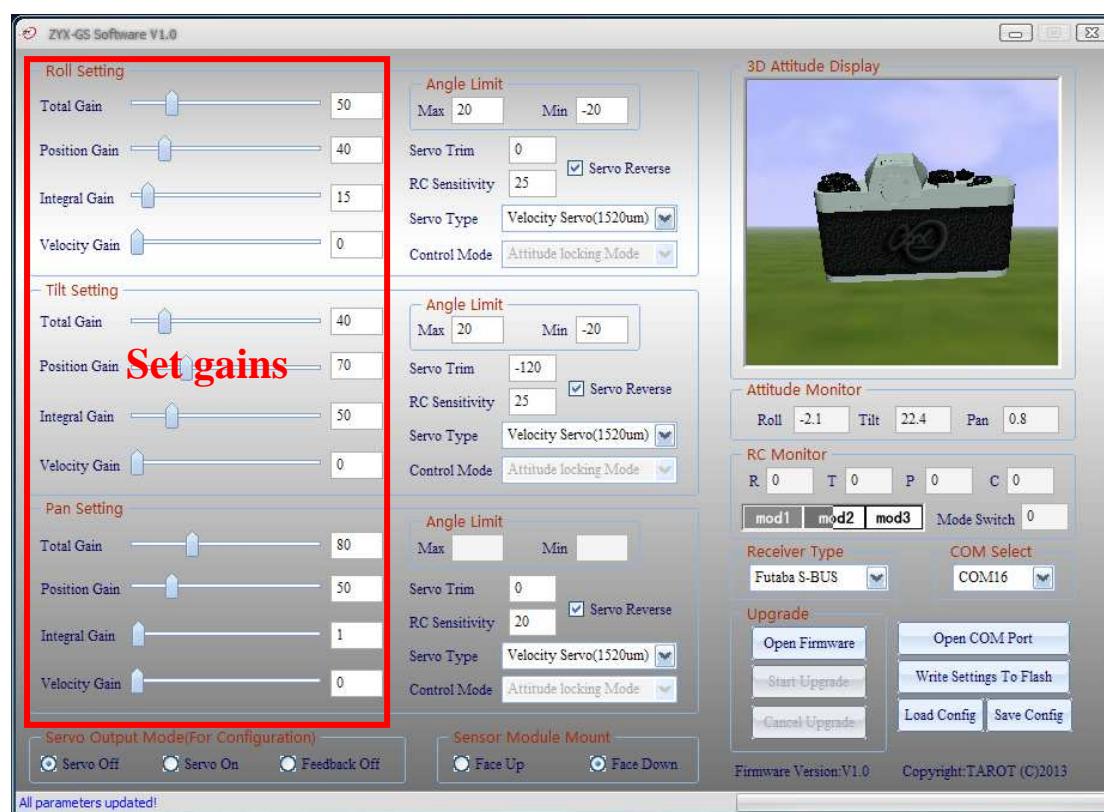 ZYX-GS Software V1.0
Roll Setting
Total Gain 50
Position Gain 40
Integral Gain 15
Velocity Gain 0
Angle Limit
Max 20 Min -20
Servo Trim 0
Servo Reverse
RC Sensitivity 25
Servo Type Velocity Servo(1520um)
Control Mode Attitude locking Mode
Tilt Setting
Total Gain 40
Position Gain 70
Set gains
Integral Gain 50
Velocity Gain 0
Angle Limit
Max 20 Min -20
Servo Trim -120
Servo Reverse
RC Sensitivity 25
Servo Type Velocity Servo(1520um)
Control Mode Attitude locking Mode
Pan Setting
Total Gain 80
Position Gain 50
Integral Gain 1
Velocity Gain 0
Angle Limit
Max Min
Servo Trim 0
Servo Reverse
RC Sensitivity 20
Servo Type Velocity Servo(1520um)
Control Mode Attitude locking Mode
Servo Output Mode(For Configuration)
Servo Off Servo On Feedback Off
Sensor Module Mount
Face Up Face Down
3D Attitude Display
ZYX
Attitude Monitor
Roll -2.1 Tilt 22.4 Pan 0.8
RC Monitor
R 0 T 0 P 0 C 0
mod1 mod2 mod3 Mode Switch 0
Receiver Type
Futaba S-BUS
COM Select
COM16
Upgrade
Open Firmware
Start Upgrade
Cancel Upgrade
Open COM Port
Write Settings To Flash
Load Config Save Config
Firmware Version:V1.0 Copyright:TAROT (C)2013
All parameters updated!